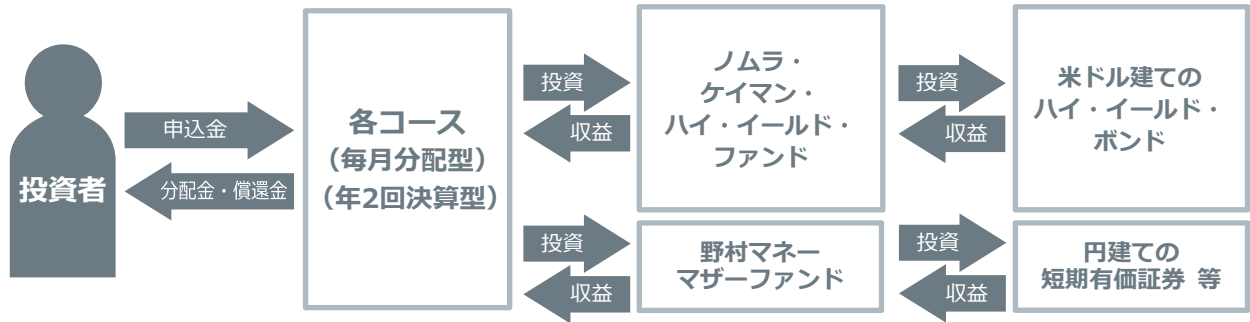 投資者
申込金
分配金・償還金
各コース
（毎月分配型）
（年2回決算型）
投資
収益
ノムラ・
ケイマン・
ハイ・イールド・
ファンド
投資
収益
米ドル建ての
ハイ・イールド・
ボンド
投資
収益
野村マネー
マザーファンド
投資
収益
円建ての
短期有価証券 等